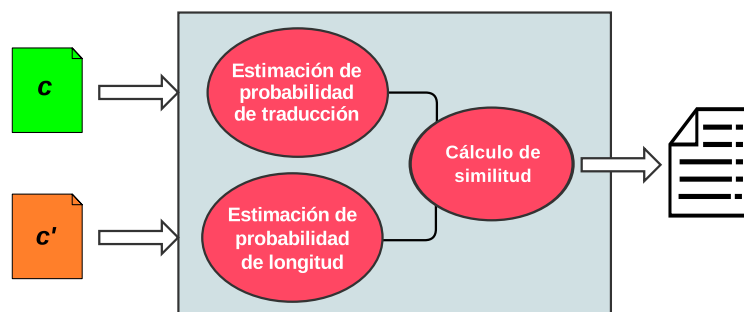 c
Estimación de
probabilidad
de traducción
Cálculo de
similitud
c'
Estimación de
probabilidad
de longitud